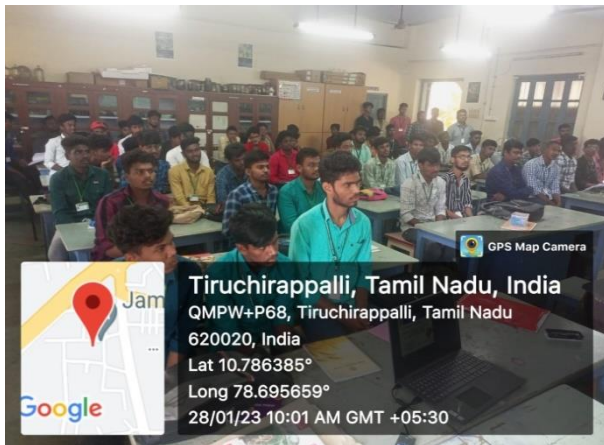 GPS Map Camera
Jam
Google
Tiruchirappalli, Tamil Nadu, India
QMPW+P68, Tiruchirappalli, Tamil Nadu
620020, India
Lat 10.786385°
Long 78.695659°
28/01/23 10:01 AM GMT +05:30